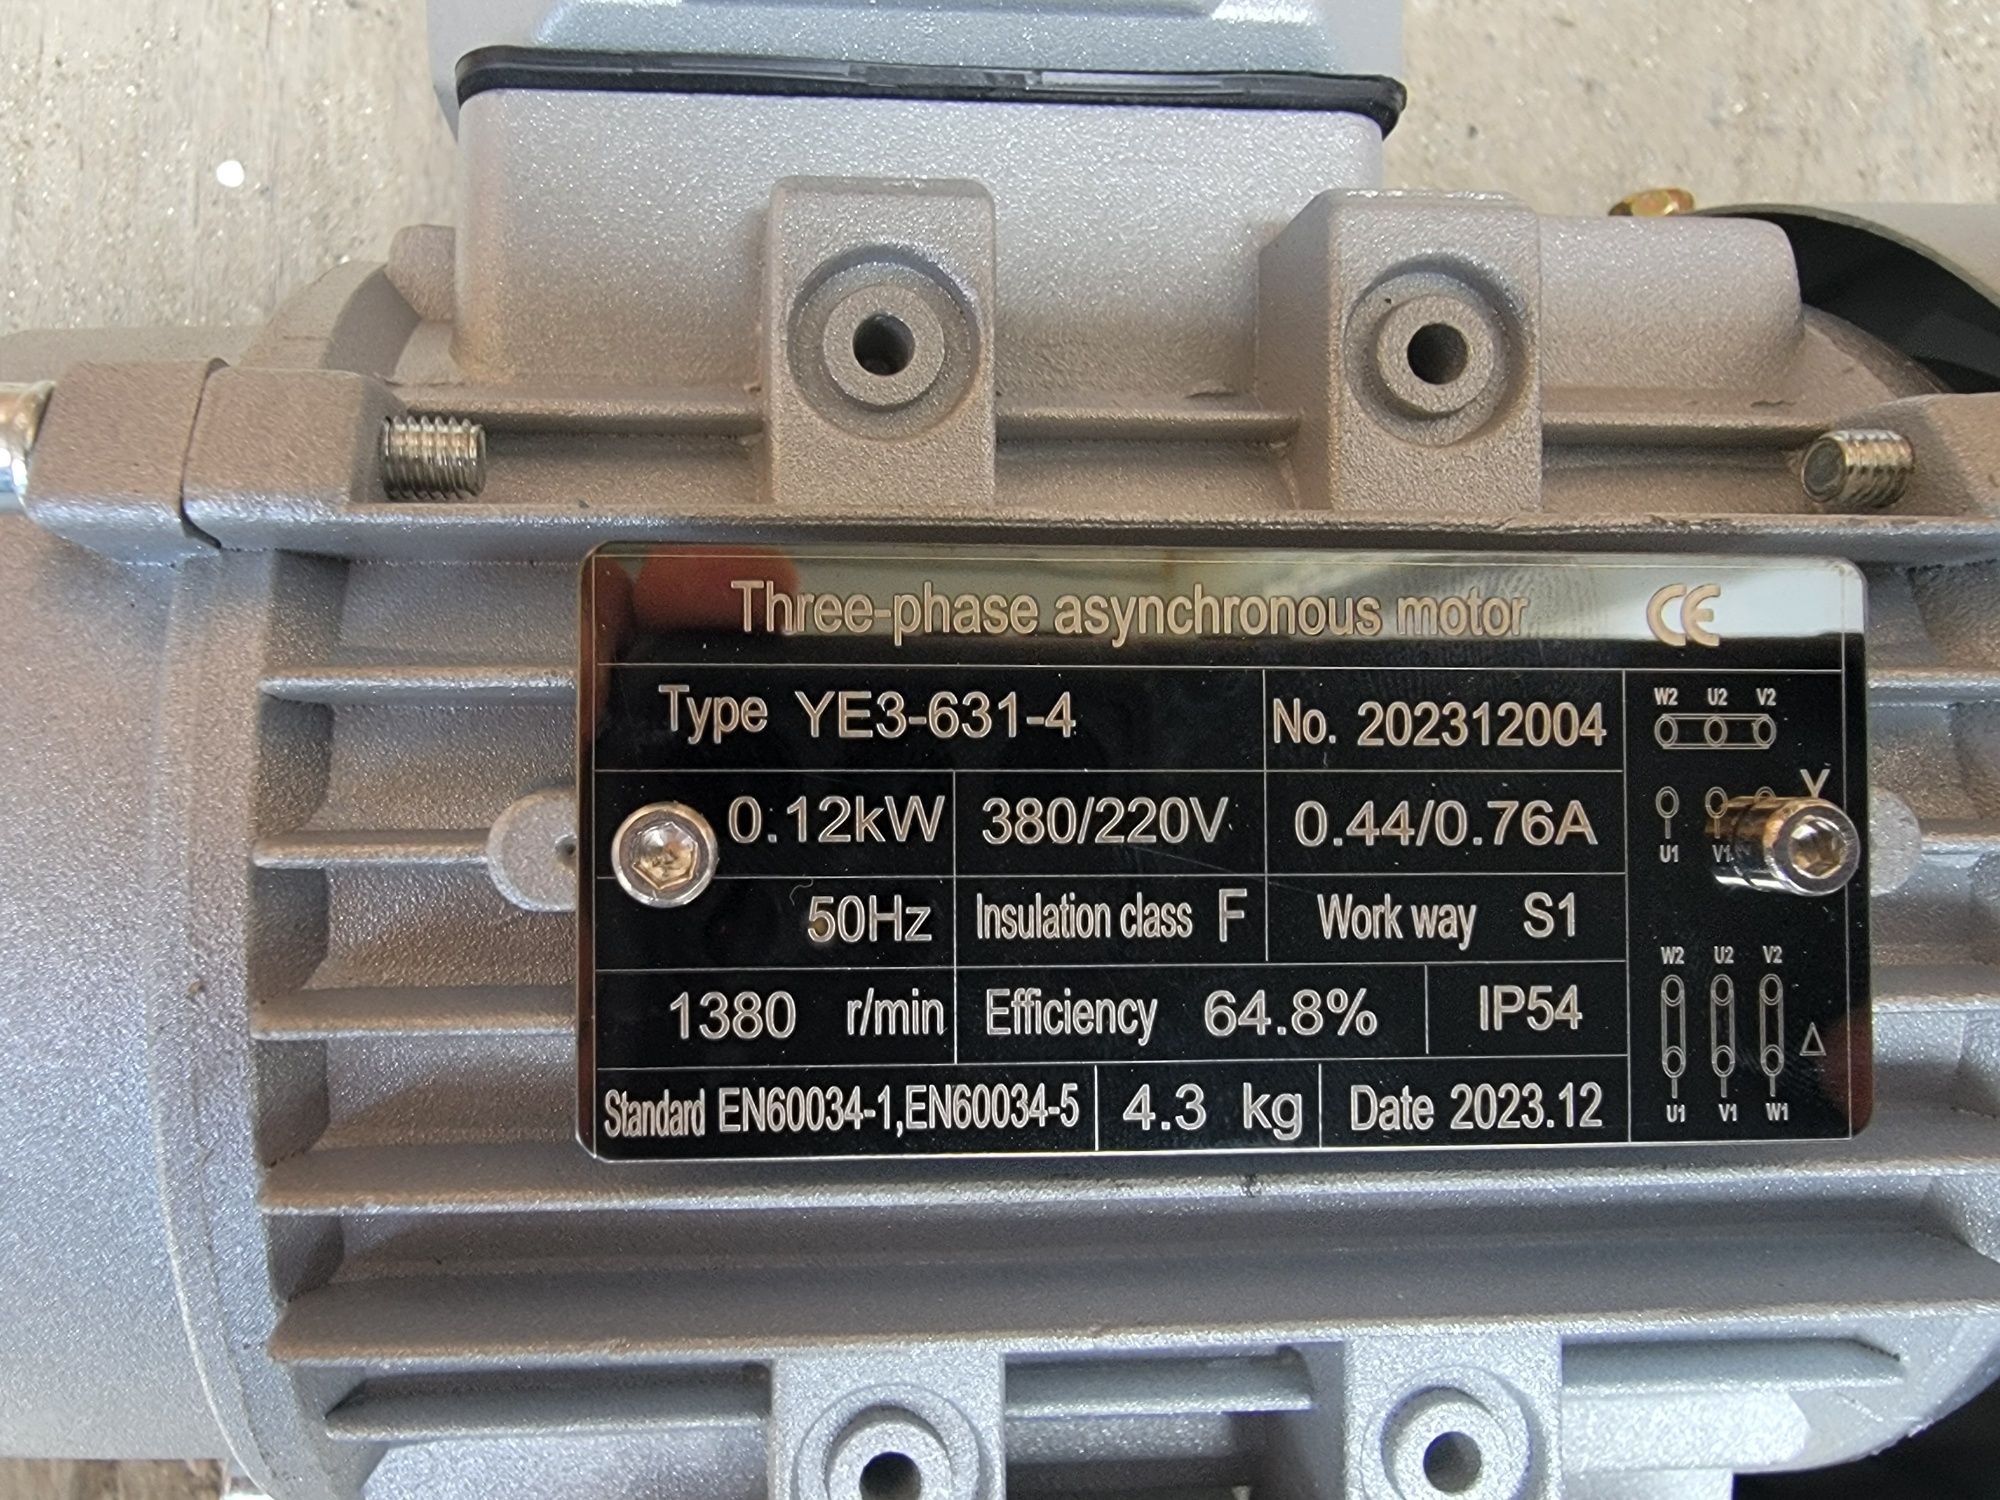 Three-phase asynchronous motor CE
Type YE3-631-4 No. 202312004
W2 U2 V2
0.12kW 380/220V 0.44/0.76A
Y
U1 V1
50Hz Insulation class F Work way S1
W2 U2 V2
1380 r/min Efficiency 64.8% IP54
Δ
Standard EN60034-1,EN60034-5 4.3 kg Date 2023.12
U1 V1 W1